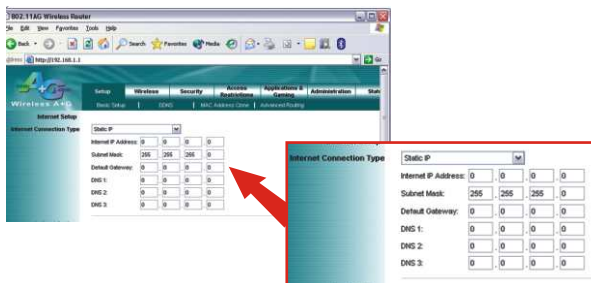 802.11AG Wireless Router
File Edit View Favorites Tools Help
Back Search Favorites Media
Address http://192.168.1.1 Go
A+G
Wireless A+G
Setup Wireless Security Access Restrictions Applications & Gaming Administration Status
Basic Setup | DDNS | MAC Address Clone | Advanced Routing
Internet Setup
Internet Connection Type Static IP
Internet IP Address: 0 . 0 . 0 . 0
Subnet Mask: 255 . 255 . 255 . 0
Default Gateway: 0 . 0 . 0 . 0
DNS 1: 0 . 0 . 0 . 0
DNS 2: 0 . 0 . 0 . 0
DNS 3: 0 . 0 . 0 . 0
Internet Connection Type Static IP
Internet IP Address: 0 . 0 . 0 . 0
Subnet Mask: 255 . 255 . 255 . 0
Default Gateway: 0 . 0 . 0 . 0
DNS 1: 0 . 0 . 0 . 0
DNS 2: 0 . 0 . 0 . 0
DNS 3: 0 . 0 . 0 . 0